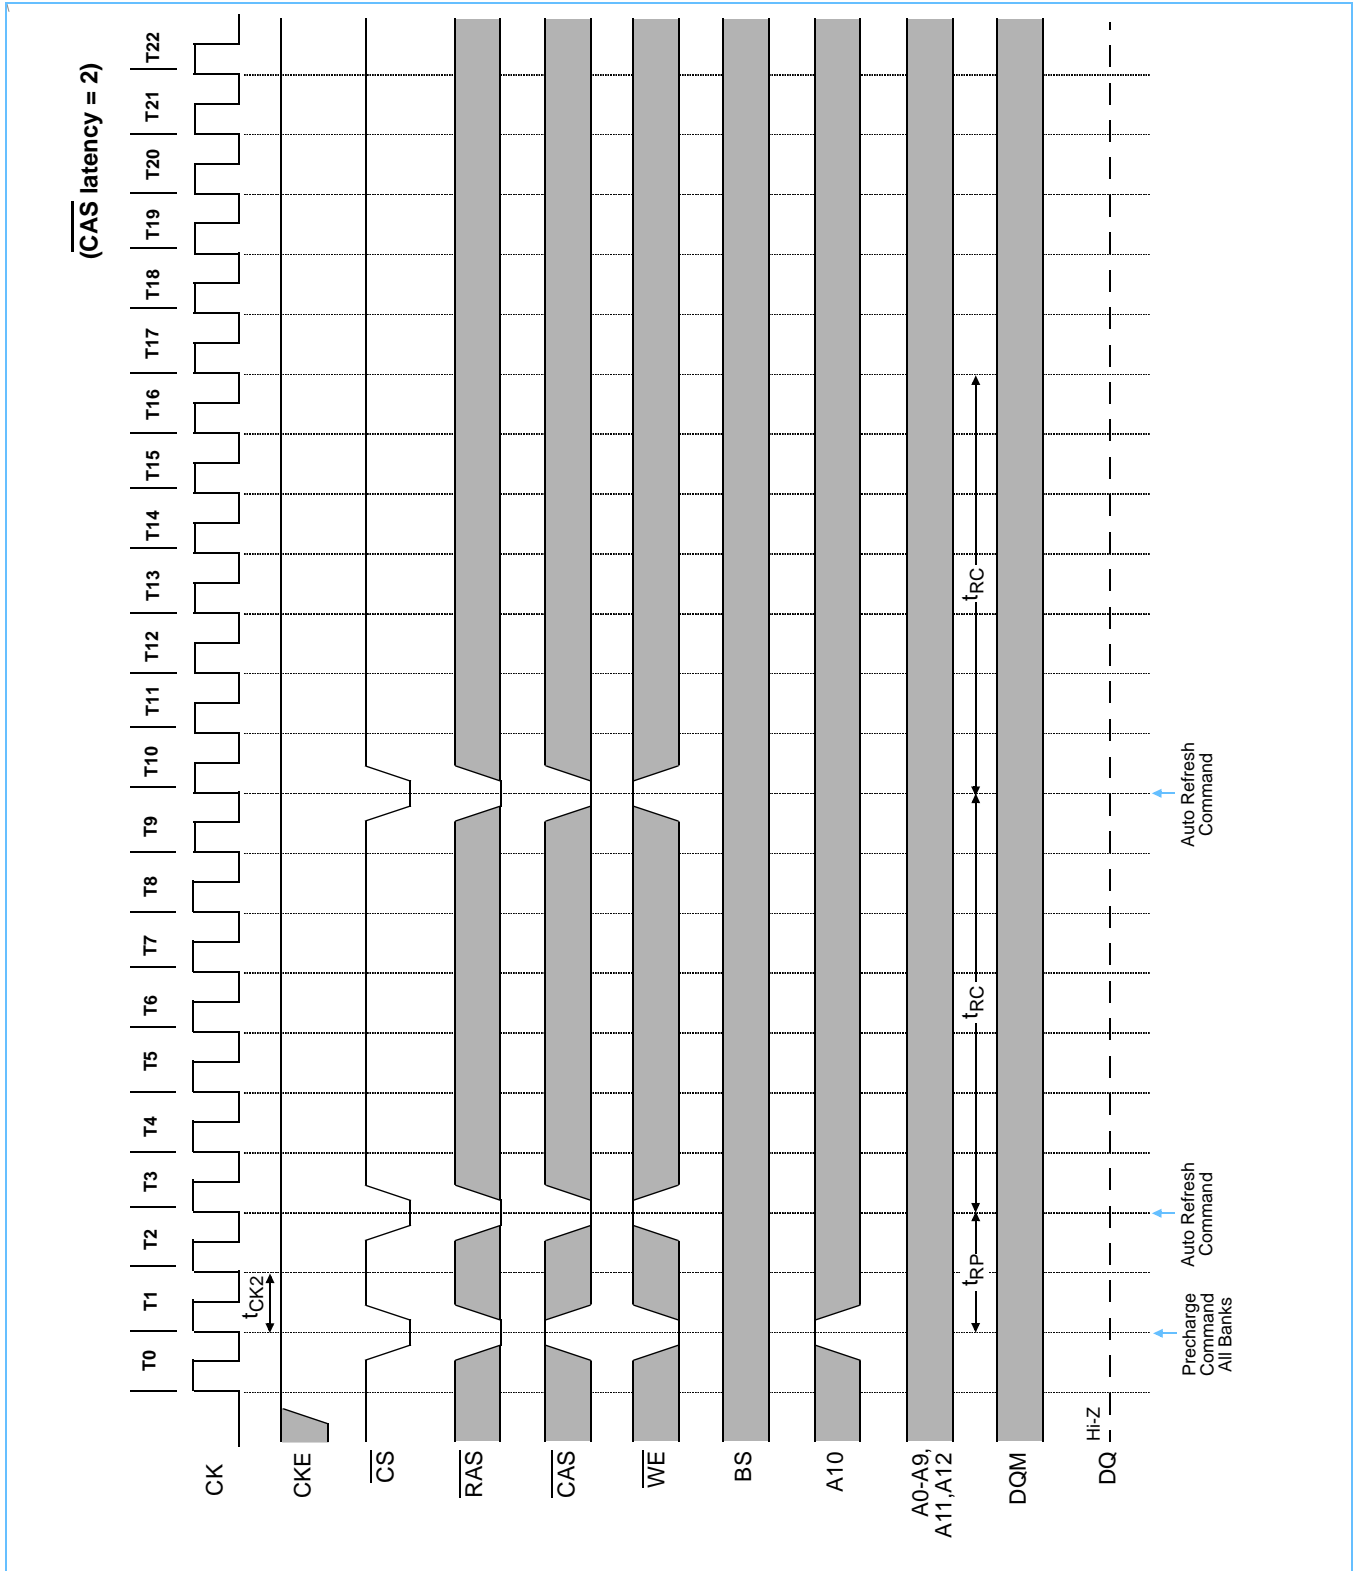 (CAS latency = 2)
T0 T1 T2 T3 T4 T5 T6 T7 T8 T9 T10 T11 T12 T13 T14 T15 T16 T17 T18 T19 T20 T21 T22
CK
tCK2
CKE
CS
RAS
CAS
WE
BS
A10
A0-A9,
A11,A12
tRP
tRC
tRC
DQM
Hi-Z
DQ
Precharge
Command
All Banks
Auto Refresh
Command
Auto Refresh
Command